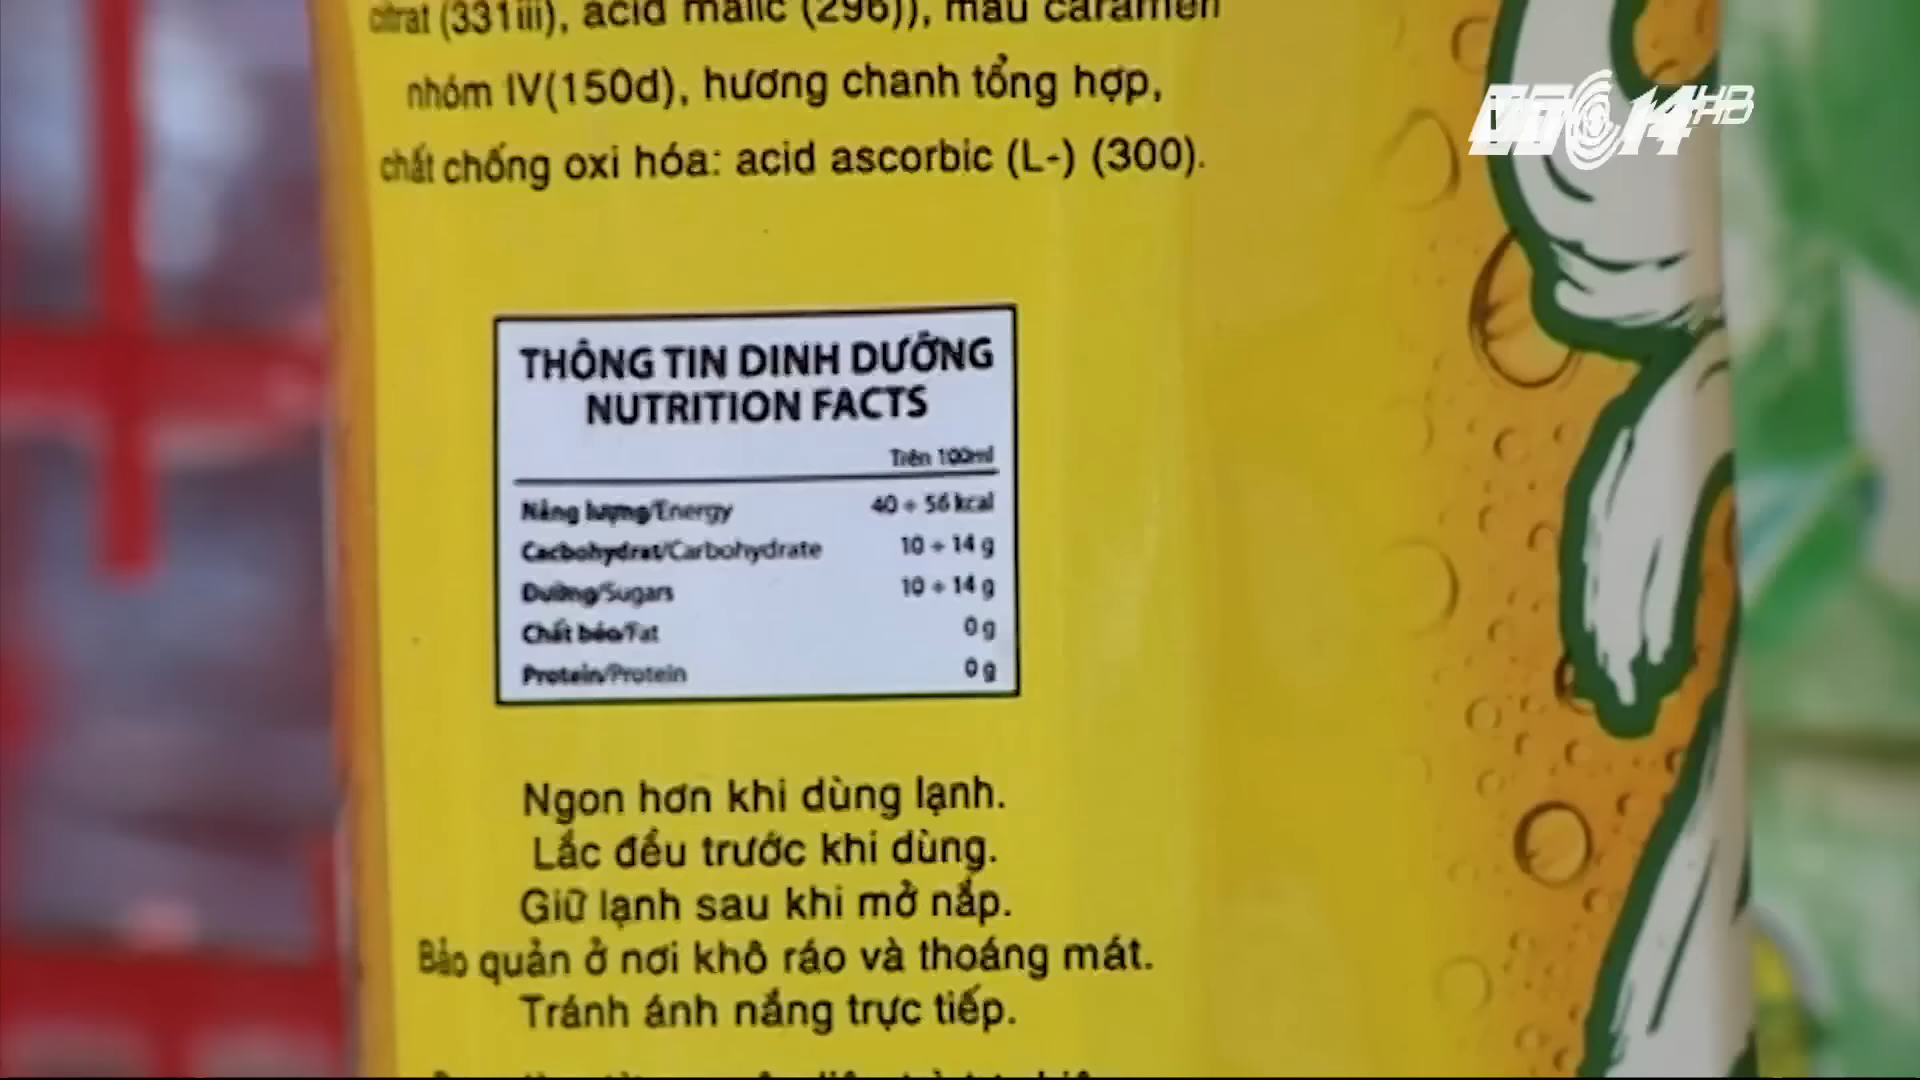 citrat (331iii), acid malic (296)), màu caramen
nhóm IV(150d), hương chanh tổng hợp,
chất chống oxi hóa: acid ascorbic (L-) (300).
VTC14 HD
THÔNG TIN DINH DƯỠNG
NUTRITION FACTS
Trên 100ml
Năng lượng/Energy 40 ÷ 56 kcal
Cacbohydrat/Carbohydrate 10 ÷ 14 g
Đường/Sugars 10 ÷ 14 g
Chất béo/Fat 0 g
Protein/Protein 0 g
Ngon hơn khi dùng lạnh.
Lắc đều trước khi dùng.
Giữ lạnh sau khi mở nắp.
Bảo quản ở nơi khô ráo và thoáng mát.
Tránh ánh nắng trực tiếp.